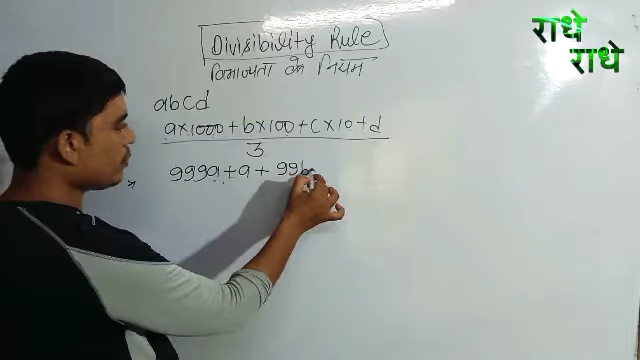 राधे
राधे
Divisibility Rule
विभाज्यता के नियम
abcd
a×1000+b×100+c×10+d
3
999a+a+99b